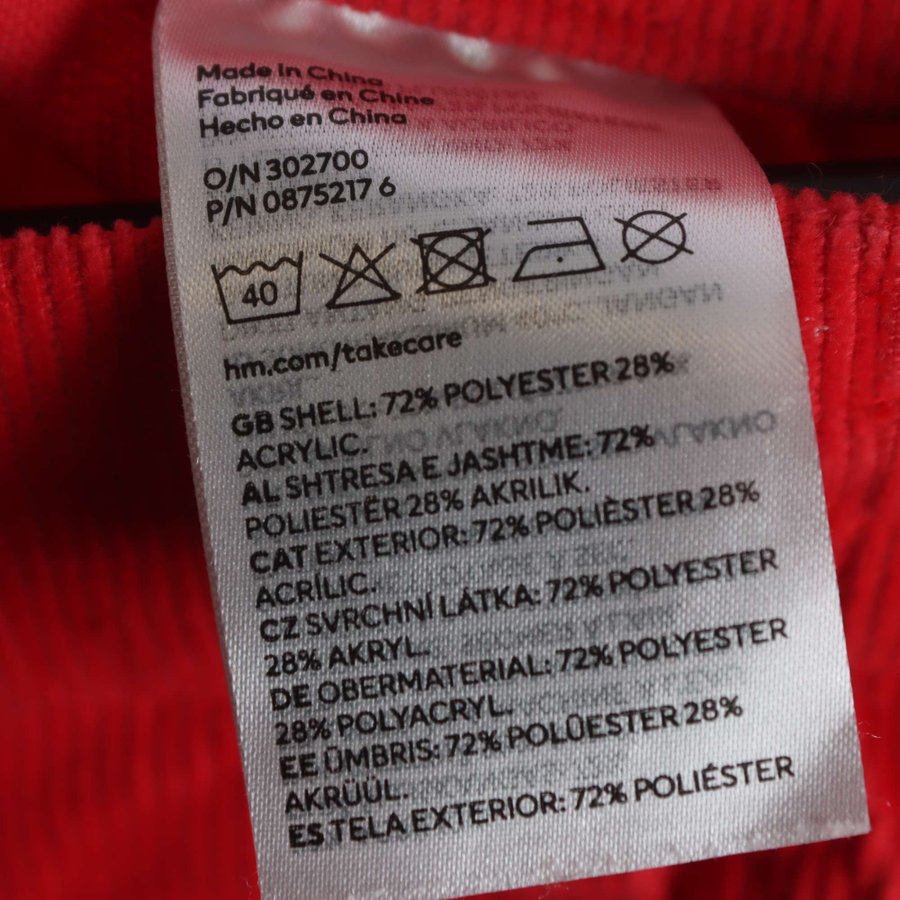 Made in China
Fabriqué en Chine
Hecho en China
O/N 302700
P/N 0875217 6
40
hm.com/takecare
GB SHELL: 72% POLYESTER 28%
ACRYLIC.
AL SHTRESA E JASHTME: 72%
POLIESTËR 28% AKRILIK.
CAT EXTERIOR: 72% POLIÈSTER 28%
ACRÍLIC.
CZ SVRCHNÍ LÁTKA: 72% POLYESTER
28% AKRYL.
DE OBERMATERIAL: 72% POLYESTER
28% POLYACRYL.
EE ÜMBRIS: 72% POLÜESTER 28%
AKRÜÜL.
ES TELA EXTERIOR: 72% POLIÉSTER